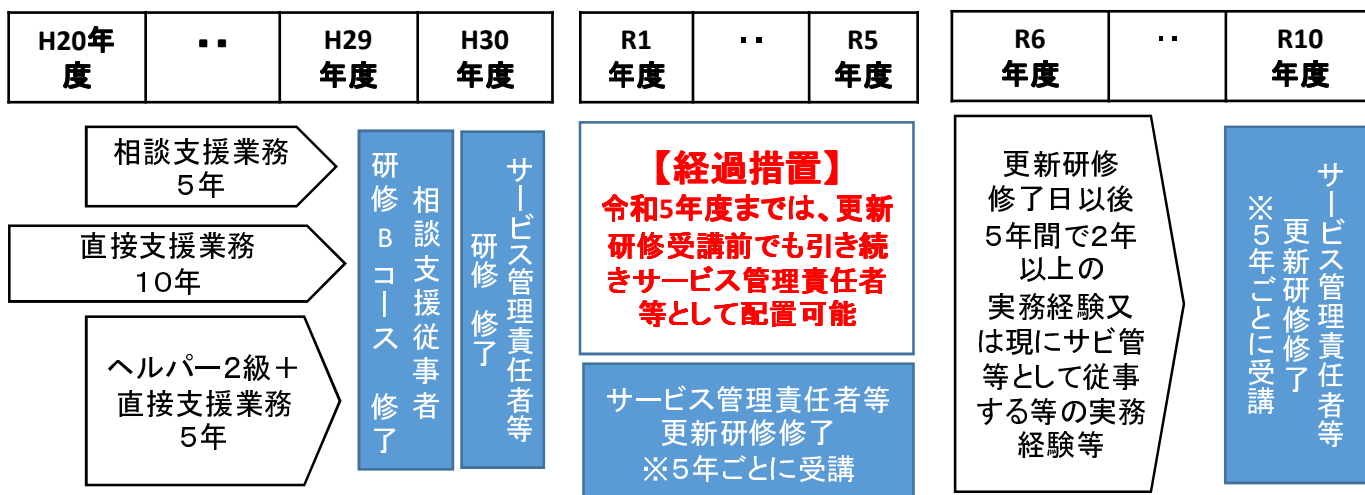 H20年
度
・・
H29
年度
H30
年度
R1
年度
・・
R5
年度
R6
年度
・・
R10
年度
相談支援業務
５年
直接支援業務
10年
ヘルパー２級＋
直接支援業務
５年
相談支援従事者
研修Ｂコース　修了
サービス管理責任者等
研修　修了
【経過措置】
令和5年度までは、更新
研修受講前でも引き続
きサービス管理責任者
等として配置可能
サービス管理責任者等
更新研修修了
※５年ごとに受講
更新研修
修了日以後
５年間で２年
以上の
実務経験又
は現にサビ管
等として従事
する等の実務
経験等
サービス管理責任者等
更新研修修了
※５年ごとに受講